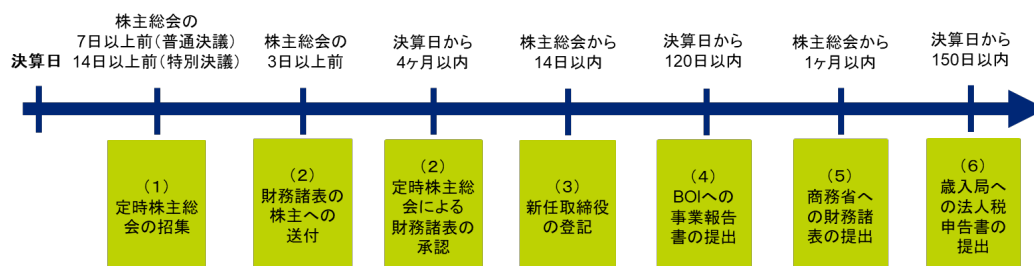 決算日
株主総会の
7日以上前(普通決議)
14日以上前(特別決議)
株主総会の
3日以上前
決算日から
4ヶ月以内
株主総会から
14日以内
決算日から
120日以内
株主総会から
1ヶ月以内
決算日から
150日以内
(1)
定時株主総
会の招集
(2)
財務諸表の
株主への
送付
(2)
定時株主総
会による
財務諸表の
承認
(3)
新任取締役
の登記
(4)
BOIへの
事業報告
書の提出
(5)
商務省へ
の財務諸
表の提出
(6)
歳入局へ
の法人税
申告書の
提出